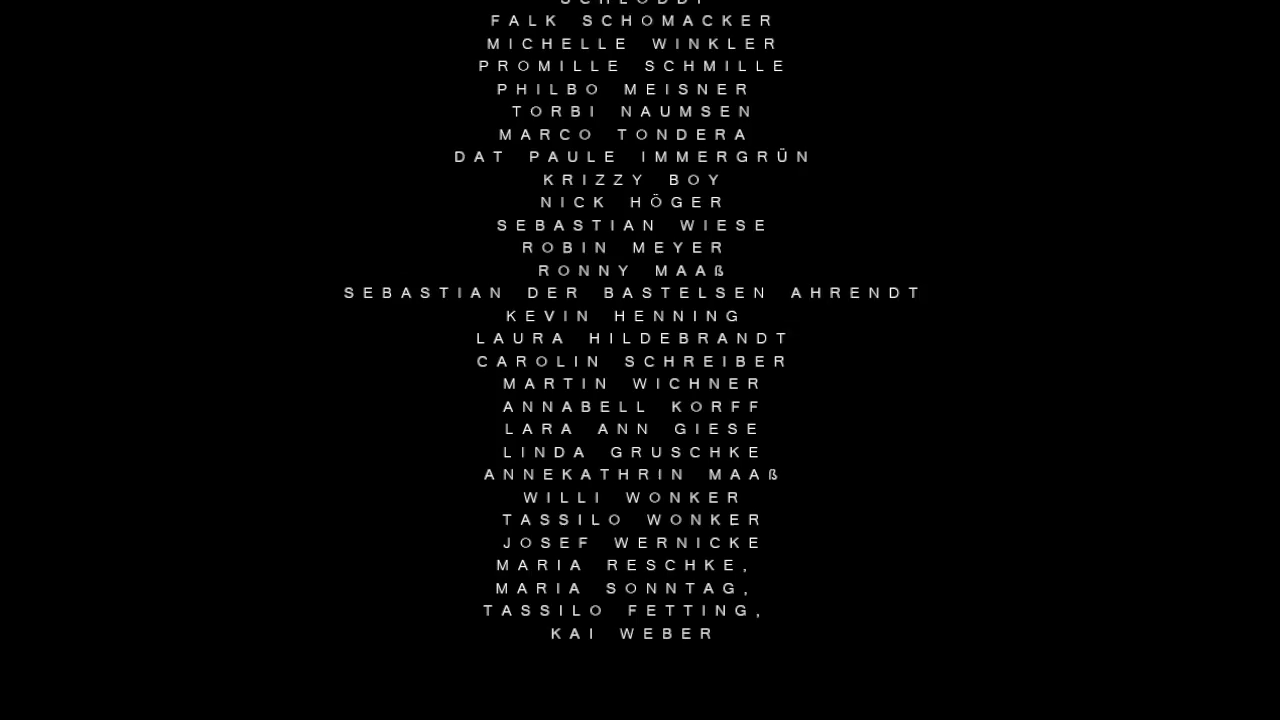 FALK SCHOMACKER
MICHELLE WINKLER
PROMILLE SCHMILLE
PHILBO MEISNER
TORBI NAUMSEN
MARCO TONDERA
DAT PAULE IMMERGRÜN
KRIZZY BOY
NICK HÖGER
SEBASTIAN WIESE
ROBIN MEYER
RONNY MAAß
SEBASTIAN DER BASTELSEN AHRENDT
KEVIN HENNING
LAURA HILDEBRANDT
CAROLIN SCHREIBER
MARTIN WICHNER
ANNABELL KORFF
LARA ANN GIESE
LINDA GRUSCHKE
ANNEKATHRIN MAAß
WILLI WONKER
TASSILO WONKER
JOSEF WERNICKE
MARIA RESCHKE,
MARIA SONNTAG,
TASSILO FETTING,
KAI WEBER